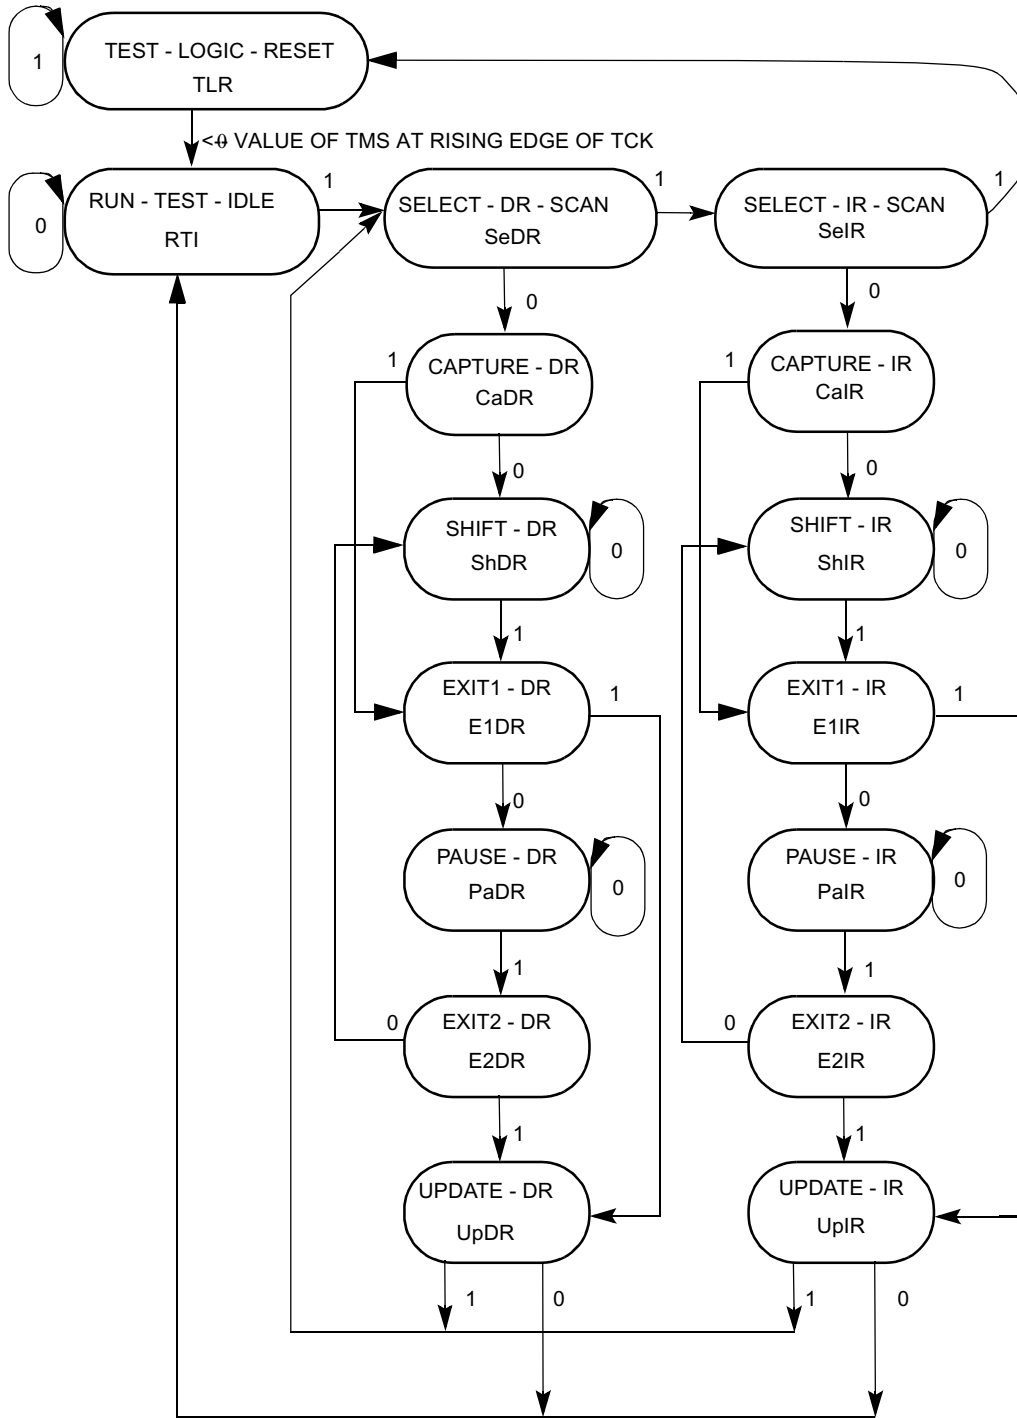 1
TEST - LOGIC - RESET
TLR
<0 VALUE OF TMS AT RISING EDGE OF TCK
0
RUN - TEST - IDLE
RTI
1
SELECT - DR - SCAN
SeDR
1
SELECT - IR - SCAN
SeIR
1
0
0
1
CAPTURE - DR
CaDR
1
CAPTURE - IR
CaIR
0
0
SHIFT - DR
ShDR
0
SHIFT - IR
ShIR
0
1
1
EXIT1 - DR
E1DR
1
EXIT1 - IR
E1IR
1
0
0
PAUSE - DR
PaDR
0
PAUSE - IR
PaIR
0
1
1
0
EXIT2 - DR
E2DR
0
EXIT2 - IR
E2IR
1
1
UPDATE - DR
UpDR
UPDATE - IR
UpIR
1
0
1
0